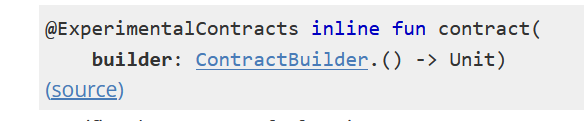 @ExperimentalContracts inline fun contract(
builder: ContractBuilder.() -> Unit)
(source)